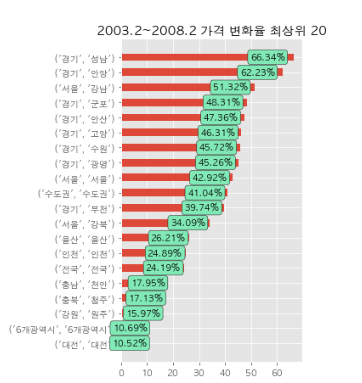 2003.2~2008.2 가격 변화율 최상위 20
('경기', '성남') 66.34%
('경기', '안양') 62.23%
('서울', '강남') 51.32%
('경기', '군포') 48.31%
('경기', '안산') 47.36%
('경기', '고양') 46.31%
('경기', '수원') 45.72%
('경기', '광명') 45.26%
('서울', '서울') 42.92%
('수도권', '수도권') 41.04%
('경기', '부천') 39.74%
('서울', '강북') 34.09%
('울산', '울산') 26.21%
('인천', '인천') 24.89%
('전국', '전국') 24.19%
('충남', '천안') 17.95%
('충북', '청주') 17.13%
('강원', '원주') 15.97%
('6개광역시', '6개광역시' 10.69%
('대전', '대전' 10.52%
0 10 20 30 40 50 60